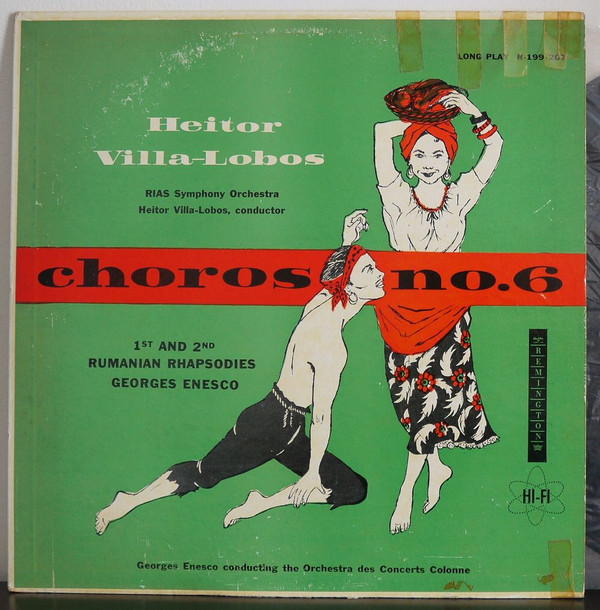 LONG PLAY R-199-207
Heitor
Villa-Lobos
RIAS Symphony Orchestra
Heitor Villa-Lobos, conductor
choros no.6
1ST AND 2ND
RUMANIAN RHAPSODIES
GEORGES ENESCO
REMINGTON
HI-FI
Georges Enesco conducting the Orchestra des Concerts Colonne